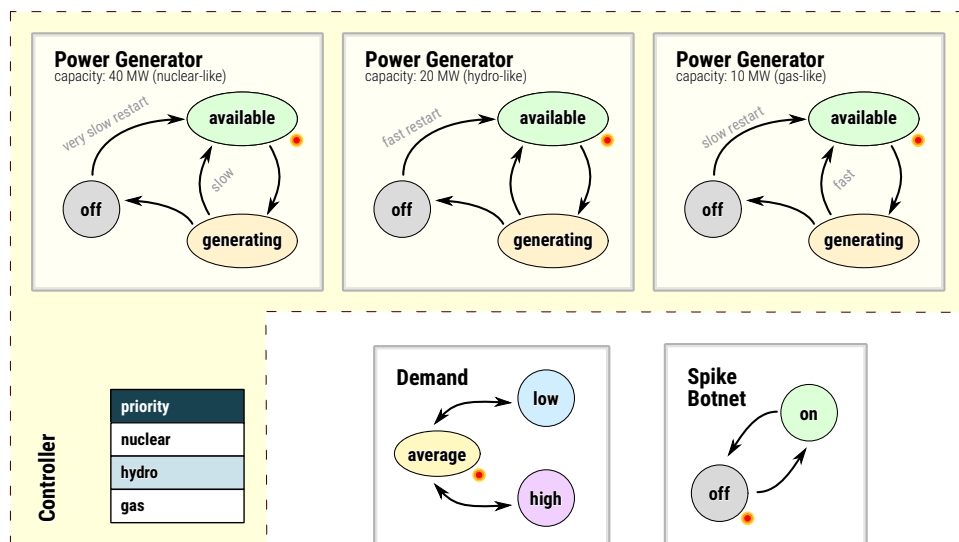 Power Generator
capacity: 40 MW (nuclear-like)
very slow restart
available
slow
off
generating
Power Generator
capacity: 20 MW (hydro-like)
fast restart
available
off
generating
Power Generator
capacity: 10 MW (gas-like)
slow restart
available
fast
off
generating
Controller
priority
nuclear
hydro
gas
Demand
low
average
high
Spike
Botnet
on
off